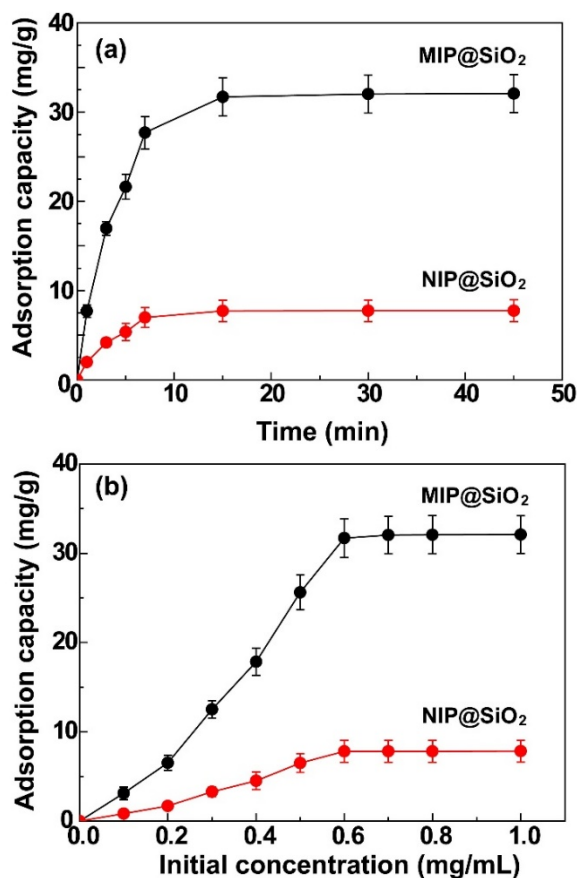 (a)
MIP@SiO₂
NIP@SiO₂
Adsorption capacity (mg/g)
40
30
20
10
0
0 10 20 30 40 50
Time (min)
(b)
MIP@SiO₂
NIP@SiO₂
Adsorption capacity (mg/g)
40
30
20
10
0
0.0 0.2 0.4 0.6 0.8 1.0
Initial concentration (mg/mL)